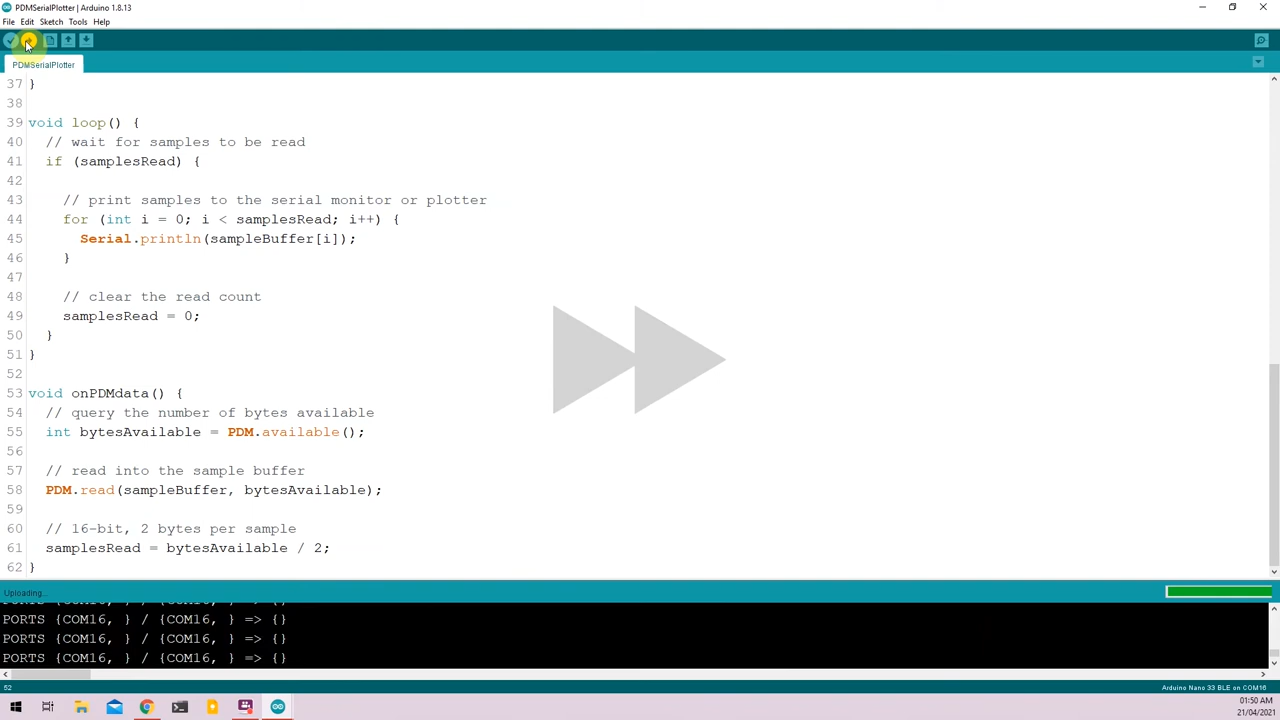 PDMSerialPlotter | Arduino 1.8.13
File Edit Sketch Tools Help
PDMSerialPlotter
37 }
38
39 void loop() {
40   // wait for samples to be read
41   if (samplesRead) {
42
43     // print samples to the serial monitor or plotter
44     for (int i = 0; i < samplesRead; i++) {
45       Serial.println(sampleBuffer[i]);
46     }
47
48     // clear the read count
49     samplesRead = 0;
50   }
51 }
52
53 void onPDMdata() {
54   // query the number of bytes available
55   int bytesAvailable = PDM.available();
56
57   // read into the sample buffer
58   PDM.read(sampleBuffer, bytesAvailable);
59
60   // 16-bit, 2 bytes per sample
61   samplesRead = bytesAvailable / 2;
62 }
Uploading...
PORTS {COM16, } / {COM16, } => {}
PORTS {COM16, } / {COM16, } => {}
PORTS {COM16, } / {COM16, } => {}
PORTS {COM16, } / {COM16, } => {}
52
Arduino Nano 33 BLE on COM16
01:50 AM
21/04/2021